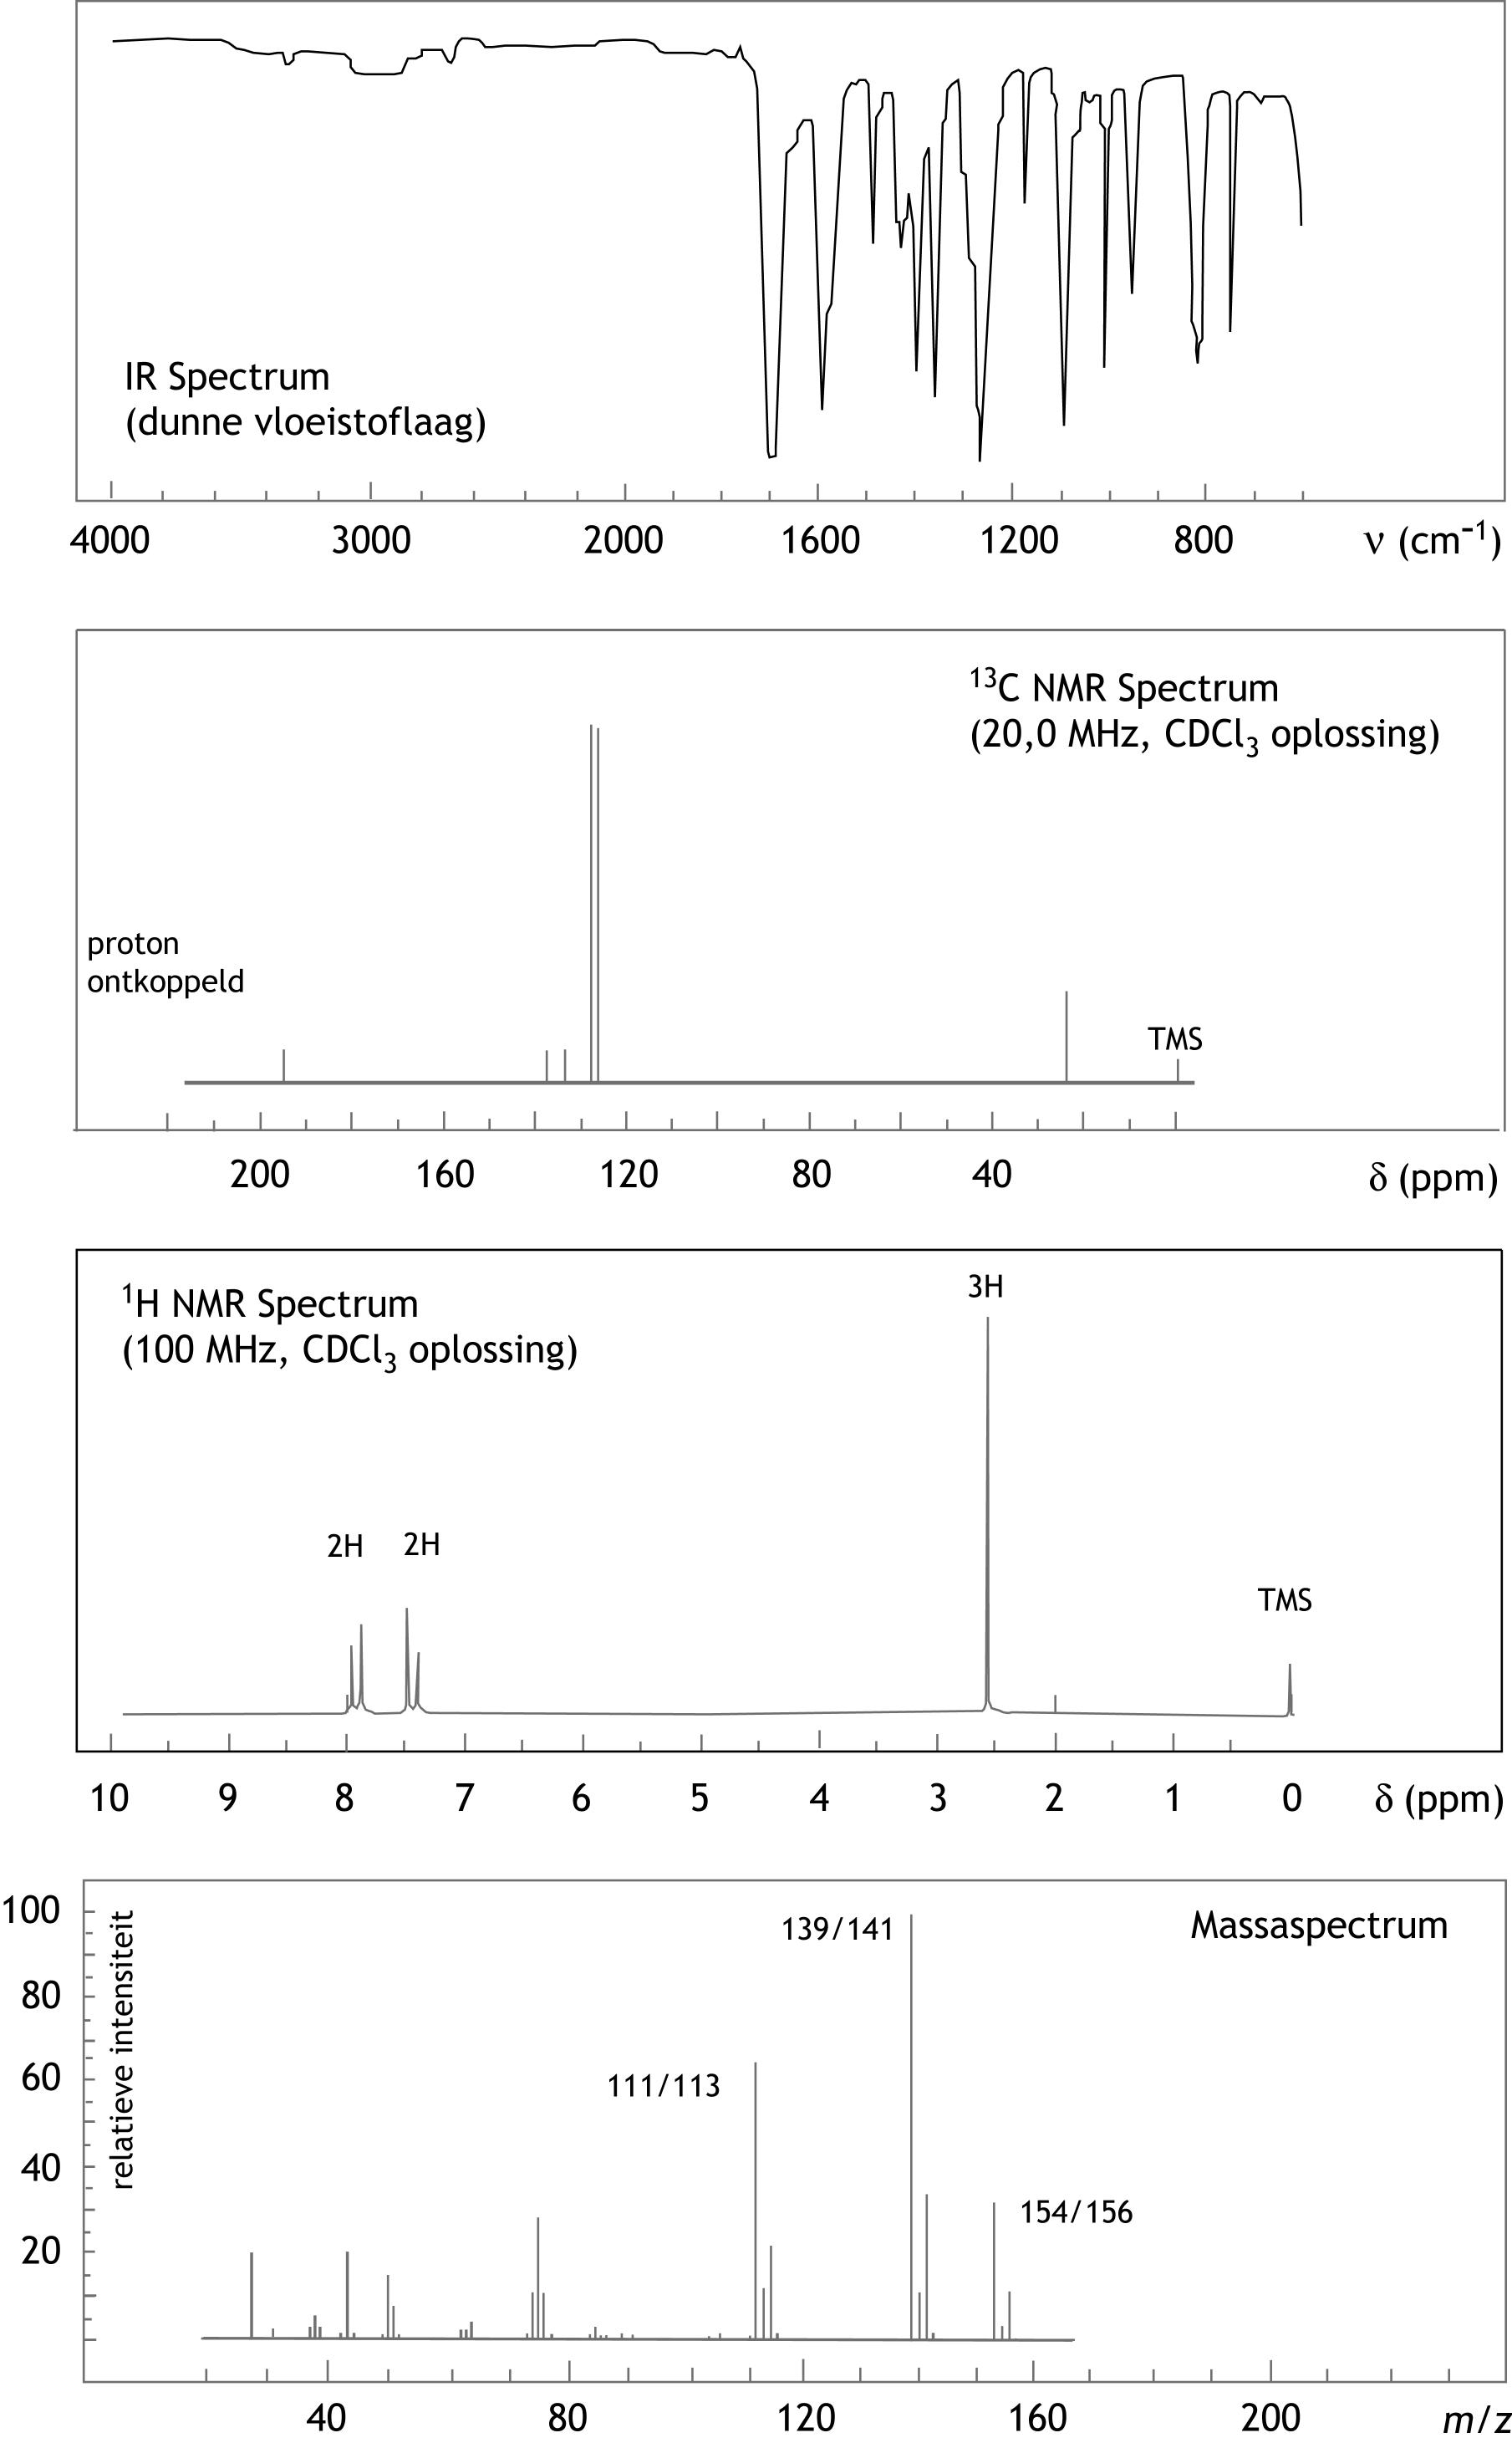 IR Spectrum
(dunne vloeistoflaag)
4000 3000 2000 1600 1200 800 ν (cm⁻¹)
¹³C NMR Spectrum
(20,0 MHz, CDCl₃ oplossing)
proton
ontkoppeld
TMS
200 160 120 80 40 δ (ppm)
3H
¹H NMR Spectrum
(100 MHz, CDCl₃ oplossing)
2H 2H
TMS
10 9 8 7 6 5 4 3 2 1 0 δ (ppm)
100
80
60
40
20
relatieve intensiteit
139/141
Massaspectrum
111/113
154/156
40 80 120 160 200 m/z